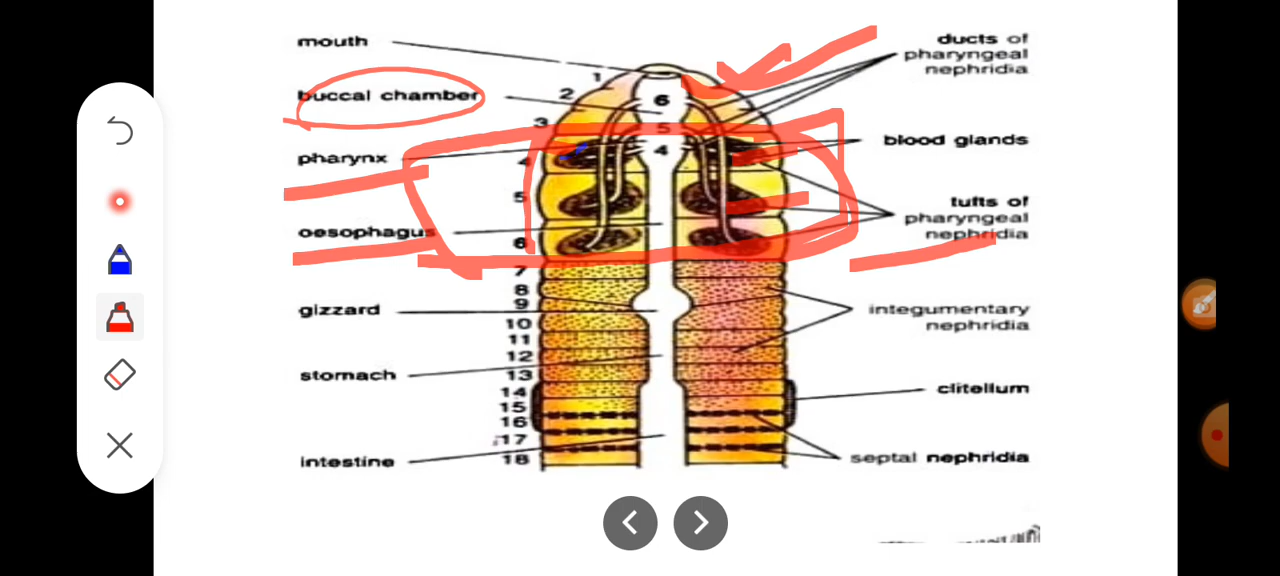 mouth
buccal chamber
pharynx
oesophagus
gizzard
stomach
intestine
1
2
3
4
5
6
7
8
9
10
11
12
13
14
15
16
17
18
6
5
4
ducts of
pharyngeal
nephridia
blood glands
tufts of
pharyngeal
nephridia
integumentary
nephridia
clitellum
septal nephridia